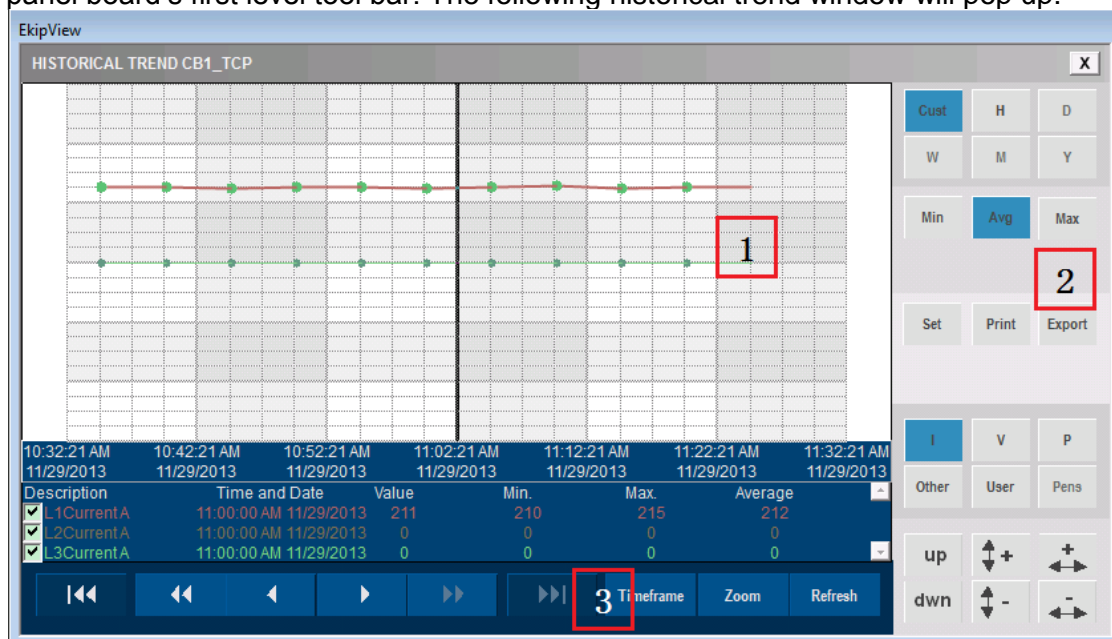 panel board's first level tool bar. The following historical trend window will pop up.
EkipView
HISTORICAL TREND CB1_TCP
X
Cust H D
W M Y
Min Avg Max
1
2
Set Print Export
10:32:21 AM 10:42:21 AM 10:52:21 AM 11:02:21 AM 11:12:21 AM 11:22:21 AM 11:32:21 AM
11/29/2013 11/29/2013 11/29/2013 11/29/2013 11/29/2013 11/29/2013 11/29/2013
I V P
Description Time and Date Value Min. Max. Average
Other User Pens
L1CurrentA 11:00:00 AM 11/29/2013 211 210 215 212
L2CurrentA 11:00:00 AM 11/29/2013 0 0 0 0
L3CurrentA 11:00:00 AM 11/29/2013 0 0 0 0
up + +
3 Timeframe Zoom Refresh
dwn - -